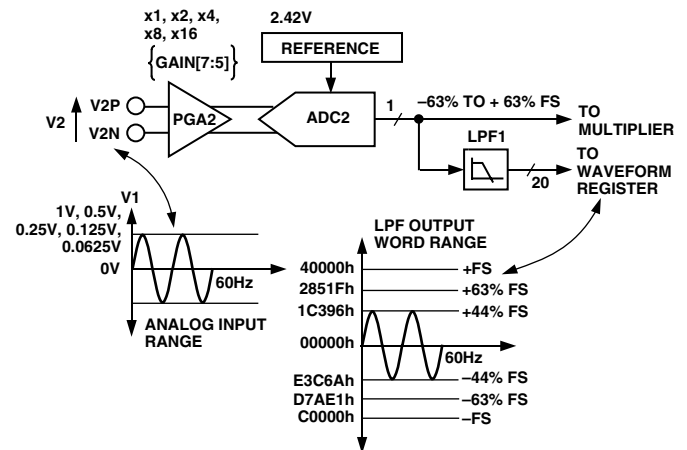 x1, x2, x4,
x8, x16
{GAIN[7:5]}
2.42V
REFERENCE
V2
V2P
V2N
PGA2
ADC2
1
–63% TO + 63% FS
TO
MULTIPLIER
LPF1
20
TO
WAVEFORM
REGISTER
V1
1V, 0.5V,
0.25V, 0.125V,
0.0625V
0V
60Hz
ANALOG INPUT
RANGE
LPF OUTPUT
WORD RANGE
40000h
+FS
2851Fh
+63% FS
1C396h
+44% FS
00000h
60Hz
E3C6Ah
–44% FS
D7AE1h
–63% FS
C0000h
–FS